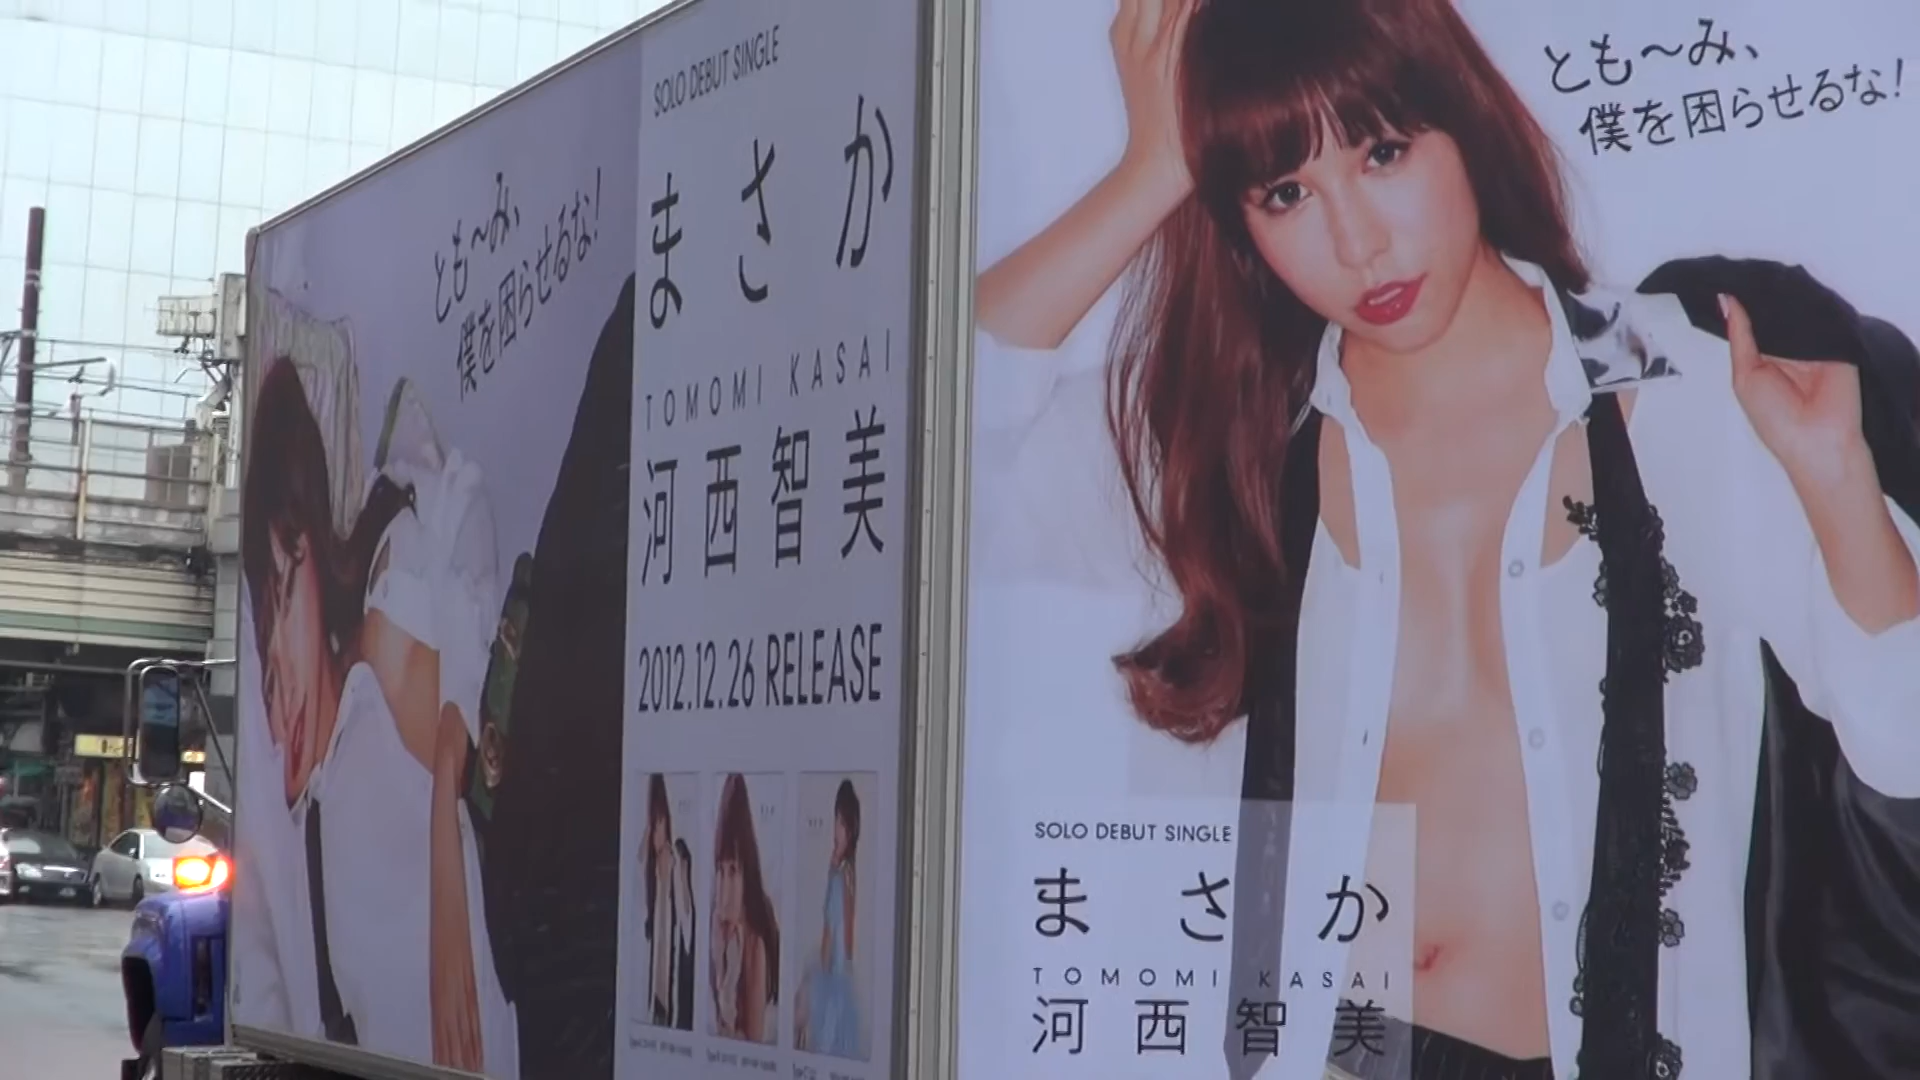 とも〜み、
僕を困らせるな!
SOLO DEBUT SINGLE
まさか
TOMOMI KASAI
河西智美
2012.12.26 RELEASE
とも〜み、
僕を困らせるな!
SOLO DEBUT SINGLE
まさか
TOMOMI KASAI
河西智美